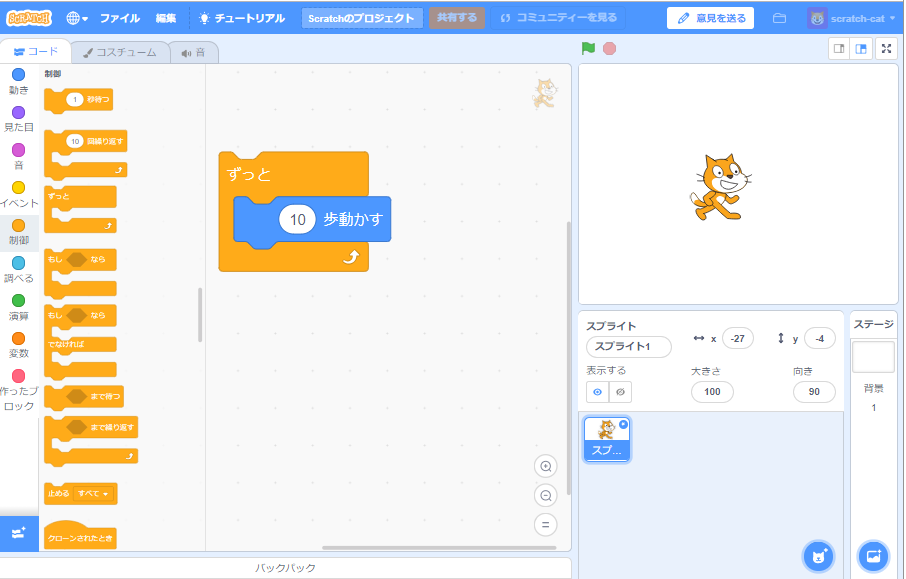 SCRATCH ファイル 編集 チュートリアル Scratchのプロジェクト 共有する コミュニティーを見る 意見を送る scratch-cat
コード コスチューム 音
動き
見た目
音
イベント
制御
調べる
演算
変数
作ったブ
ロック
制御
1 秒待つ
10 回繰り返す
ずっと
もし なら
もし なら
でなければ
まで待つ
まで繰り返す
止める すべて
クローンされたとき
ずっと
10 歩動かす
バックパック
スプライト
スプライト1
x -27
y -4
表示する
大きさ
100
向き
90
スプ...
ステージ
背景
1